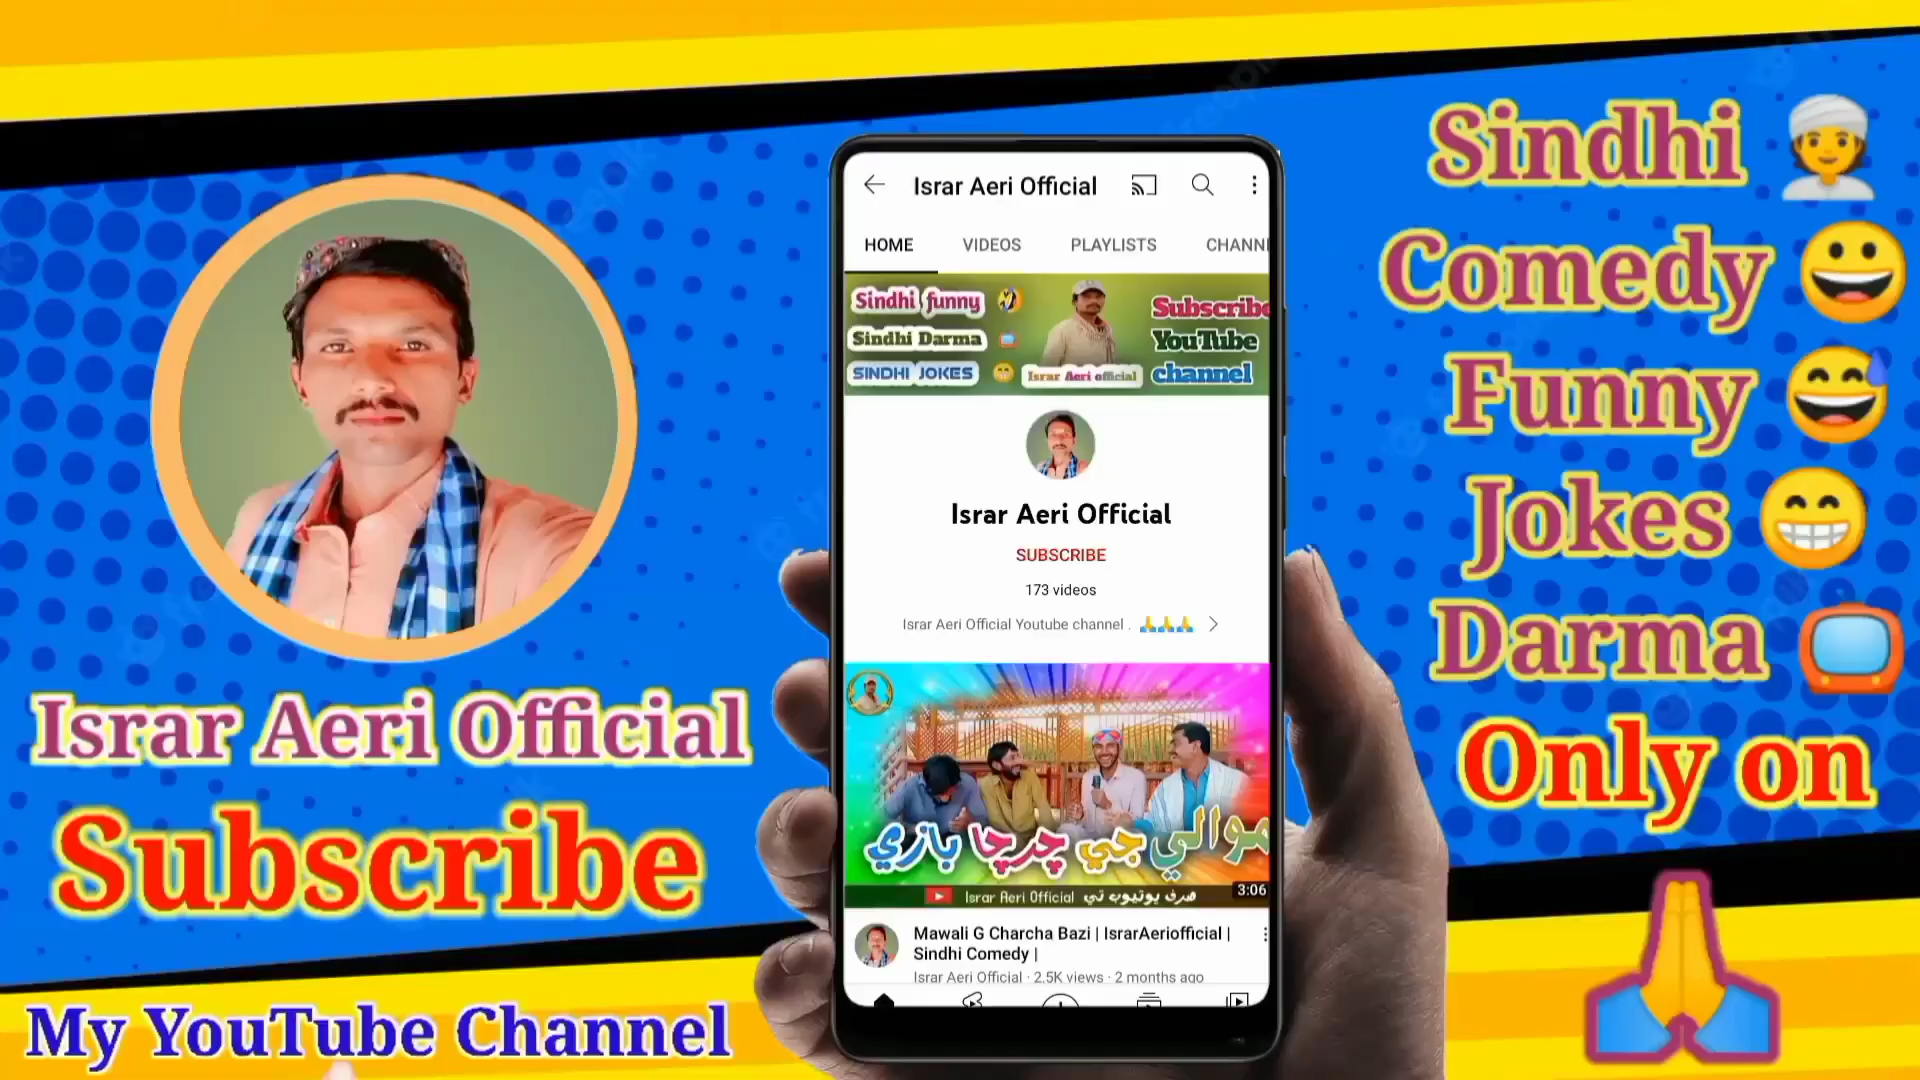 Israr Aeri Official
Subscribe
My YouTube Channel
Israr Aeri Official
HOME
VIDEOS
PLAYLISTS
CHANN
Sindhi funny
Sindhi Darma
SINDHI JOKES
Israr Aeri official
Subscribe
YouTube
channel
Israr Aeri Official
SUBSCRIBE
173 videos
Israr Aeri Official Youtube channel .
موالي جي چرچا بازي
Israr Aeri Official صرف يوٽيوب تي
3:06
Mawali G Charcha Bazi | IsrarAeriofficial |
Sindhi Comedy |
Israr Aeri Official · 2.5K views · 2 months ago
Sindhi
Comedy
Funny
Jokes
Darma
Only on